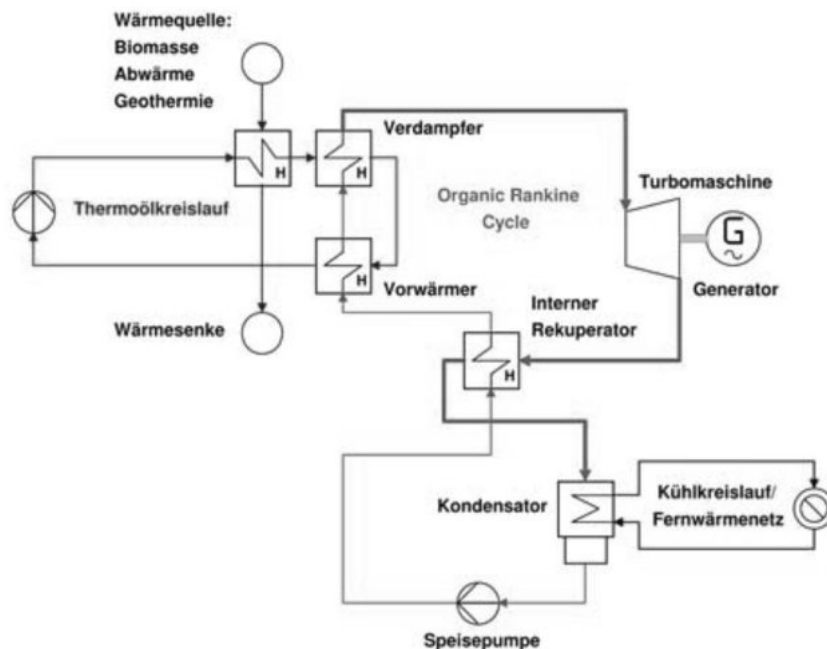 Wärmequelle:
Biomasse
Abwärme
Geothermie
Verdampfer
H
H
Thermoölkreislauf
Organic Rankine
Cycle
Turbomaschine
G
H
Vorwärmer
Generator
Wärmesenke
Interner
Rekuperator
H
Kondensator
Kühlkreislauf/
Fernwärmenetz
Speisepumpe